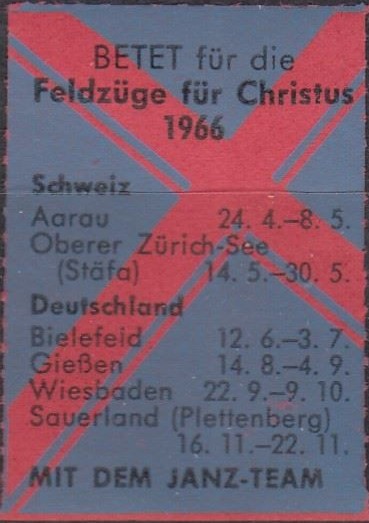 BETET für die
Feldzüge für Christus
1966
Schweiz
Aarau 24. 4.–8. 5.
Oberer Zürich-See
(Stäfa) 14. 5.–30. 5.
Deutschland
Bielefeld 12. 6.–3. 7.
Gießen 14. 8.–4. 9.
Wiesbaden 22. 9.–9. 10.
Sauerland (Plettenberg)
16. 11.–22. 11.
MIT DEM JANZ-TEAM